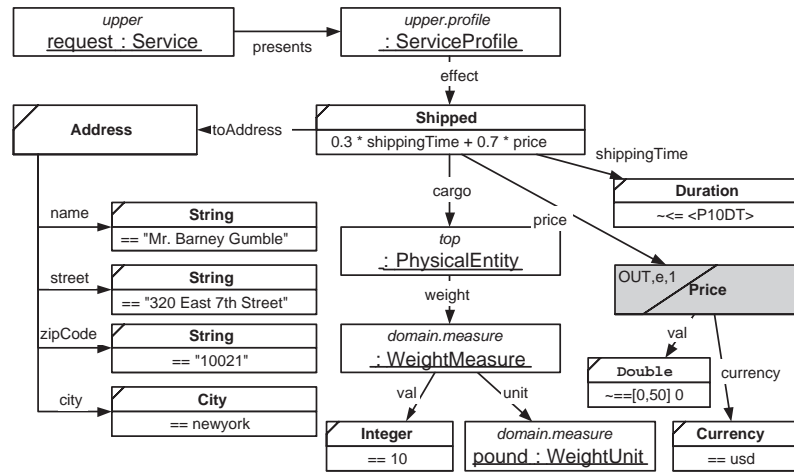 upper
request : Service
presents
upper.profile
: ServiceProfile
effect
Address
toAddress
Shipped
0.3 * shippingTime + 0.7 * price
shippingTime
Duration
~<= <P10DT>
cargo
price
name
String
== "Mr. Barney Gumble"
top
: PhysicalEntity
street
String
== "320 East 7th Street"
weight
OUT,e,1
Price
zipCode
String
== "10021"
domain.measure
: WeightMeasure
val
Double
~==[0,50] 0
currency
city
City
== newyork
val
unit
Integer
== 10
domain.measure
pound : WeightUnit
Currency
== usd